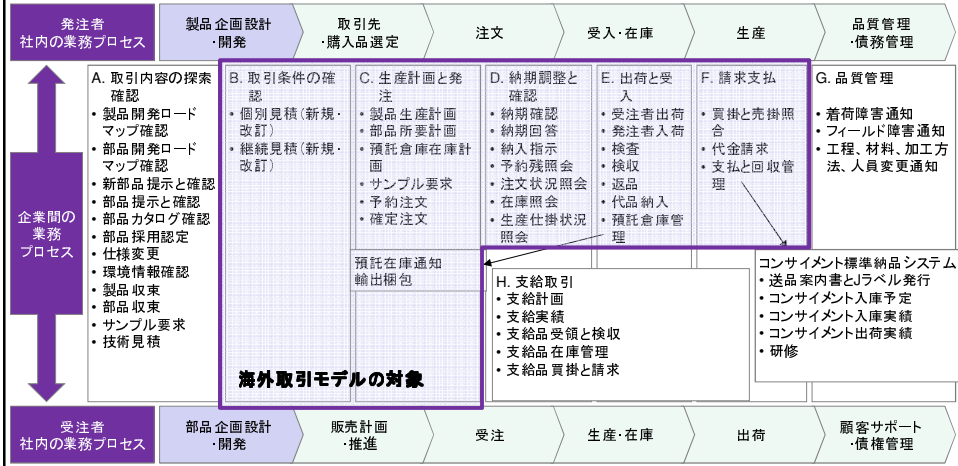 発注者
社内の業務プロセス
製品企画設計
・開発
取引先
・購入品選定
注文
受入・在庫
生産
品質管理
・債務管理
企業間の
業務
プロセス
A. 取引内容の探索
確認
• 製品開発ロード
マップ確認
• 部品開発ロード
マップ確認
• 新部品提示と確認
• 部品提示と確認
• 部品カタログ確認
• 部品採用認定
• 仕様変更
• 環境情報確認
• 製品収束
• 部品収束
• サンプル要求
• 技術見積
B. 取引条件の確
認
• 個別見積(新規・
改訂)
• 継続見積(新規・
改訂)
C. 生産計画と発
注
• 製品生産計画
• 部品所要計画
• 預託倉庫在庫計
画
• サンプル要求
• 予約注文
• 確定注文
預託在庫通知
輸出梱包
D. 納期調整と
確認
• 納期確認
• 納期回答
• 納入指示
• 予約残照会
• 注文状況照会
• 在庫照会
• 生産仕掛状況
照会
E. 出荷と受
入
• 受注者出荷
• 発注者入荷
• 検査
• 検収
• 返品
• 代品納入
• 預託倉庫管
理
F. 請求支払
• 買掛と売掛照
合
• 代金請求
• 支払と回収管
理
G. 品質管理
• 着荷障害通知
• フィールド障害通知
• 工程、材料、加工方
法、人員変更通知
H. 支給取引
• 支給計画
• 支給実績
• 支給品受領と検収
• 支給品在庫管理
• 支給品買掛と請求
コンサイメント標準納品システム
• 送品案内書とJラベル発行
• コンサイメント入庫予定
• コンサイメント入庫実績
• コンサイメント出荷実績
• 研修
海外取引モデルの対象
受注者
社内の業務プロセス
部品企画設計
・開発
販売計画
・推進
受注
生産・在庫
出荷
顧客サポート
・債権管理